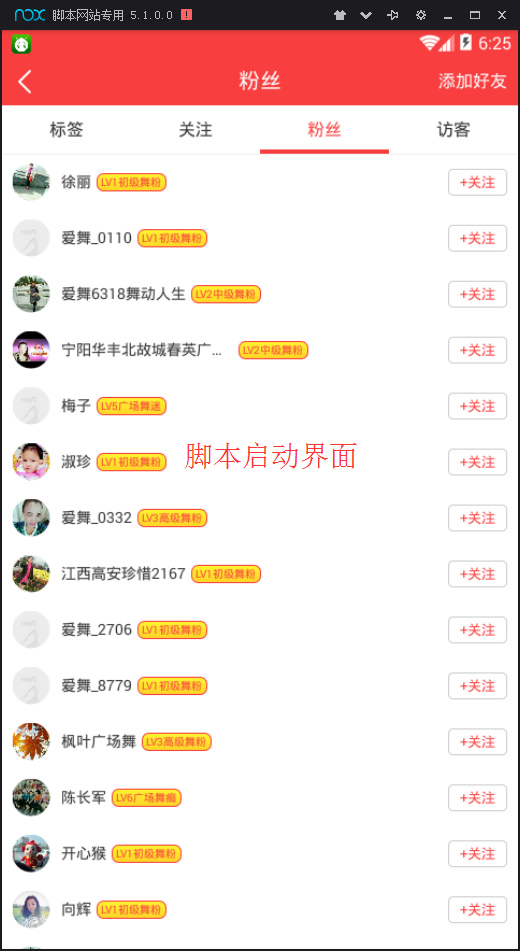 nox 脚本网站专用 5.1.0.0
6:25
粉丝 添加好友
标签 关注 粉丝 访客
徐丽 LV1初级舞粉 +关注
爱舞_0110 LV1初级舞粉 +关注
爱舞6318舞动人生 LV2中级舞粉 +关注
宁阳华丰北故城春英广... LV2中级舞粉 +关注
梅子 LV5广场舞迷 +关注
淑珍 LV1初级舞粉 脚本启动界面 +关注
爱舞_0332 LV3高级舞粉 +关注
江西高安珍惜2167 LV1初级舞粉 +关注
爱舞_2706 LV1初级舞粉 +关注
爱舞_8779 LV1初级舞粉 +关注
枫叶广场舞 LV3高级舞粉 +关注
陈长军 LV6广场舞痴 +关注
开心猴 LV1初级舞粉 +关注
向辉 LV1初级舞粉 +关注